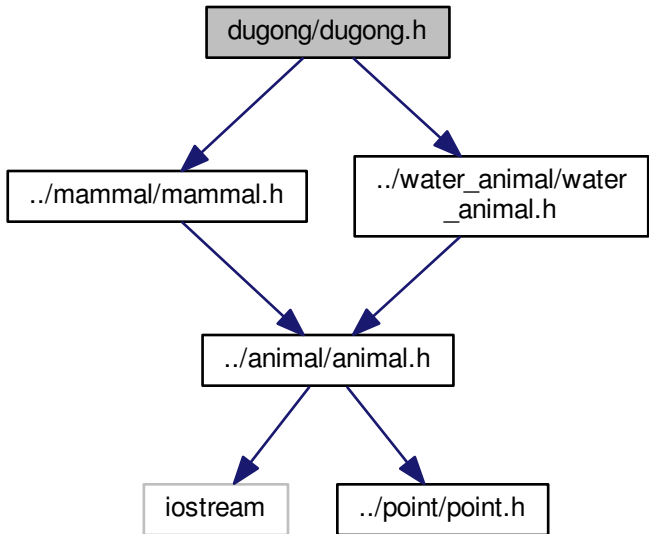 dugong/dugong.h
../mammal/mammal.h
../water_animal/water
_animal.h
../animal/animal.h
iostream
../point/point.h